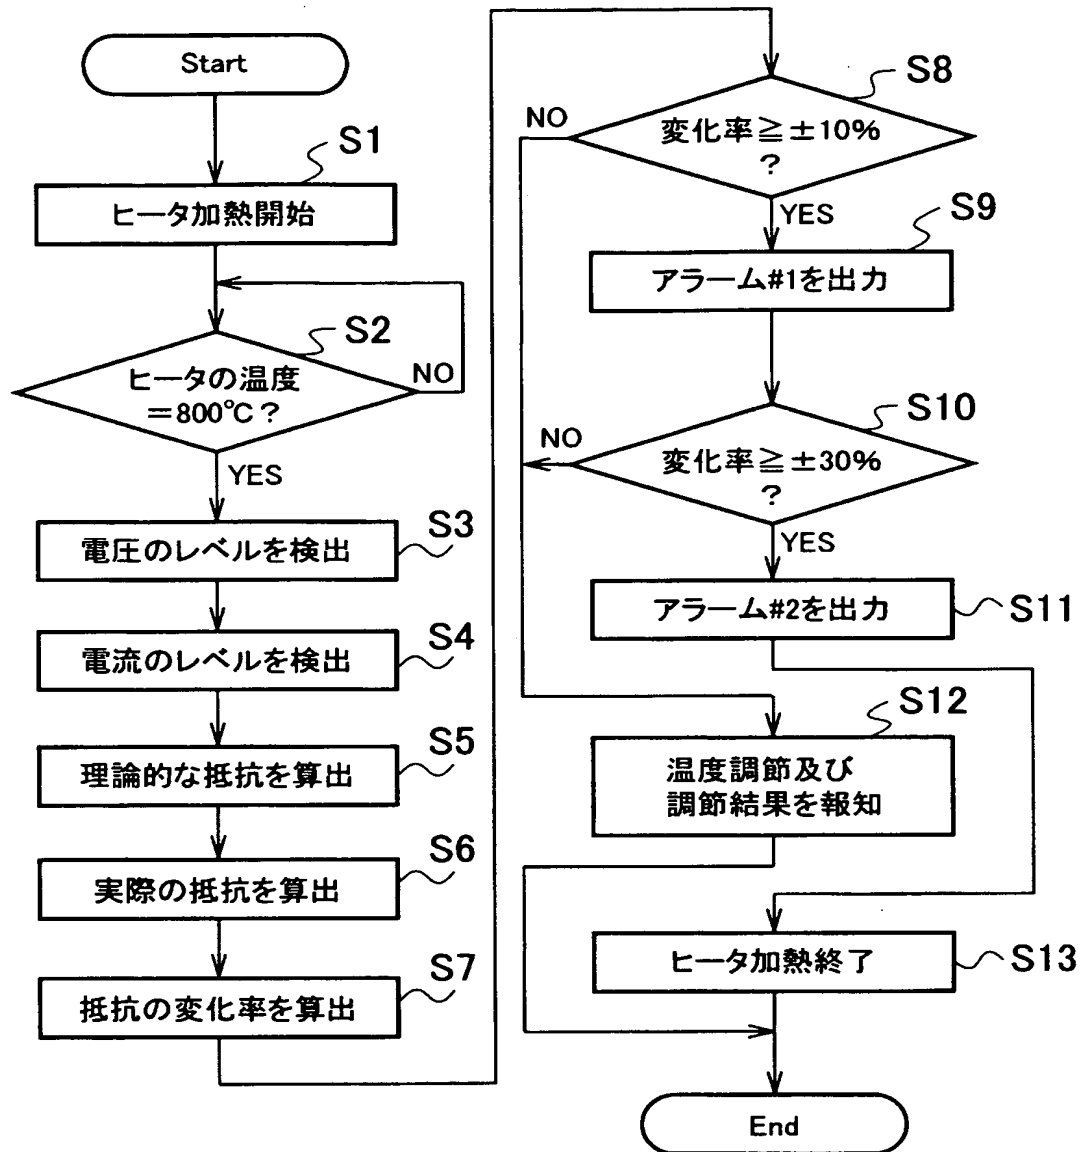 Start
S1
ヒータ加熱開始
S2
ヒータの温度
=800℃?
NO
YES
S3
電圧のレベルを検出
S4
電流のレベルを検出
S5
理論的な抵抗を算出
S6
実際の抵抗を算出
S7
抵抗の変化率を算出
S8
変化率≧±10%
?
NO
YES
S9
アラーム#1を出力
S10
変化率≧±30%
?
NO
YES
アラーム#2を出力
S11
S12
温度調節及び
調節結果を報知
ヒータ加熱終了
S13
End